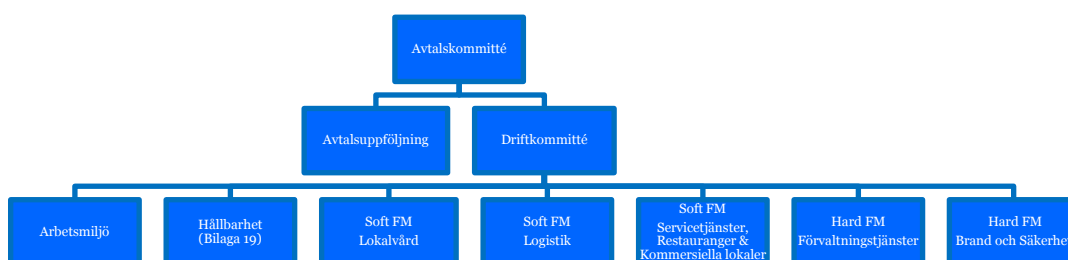 Avtalskommitté
Avtalsuppföljning
Driftkommitté
Arbetsmiljö
Hållbarhet
(Bilaga 19)
Soft FM
Lokalvård
Soft FM
Logistik
Soft FM
Servicetjänster,
Restauranger &
Kommersiella lokaler
Hard FM
Förvaltningstjänster
Hard FM
Brand och Säkerhet